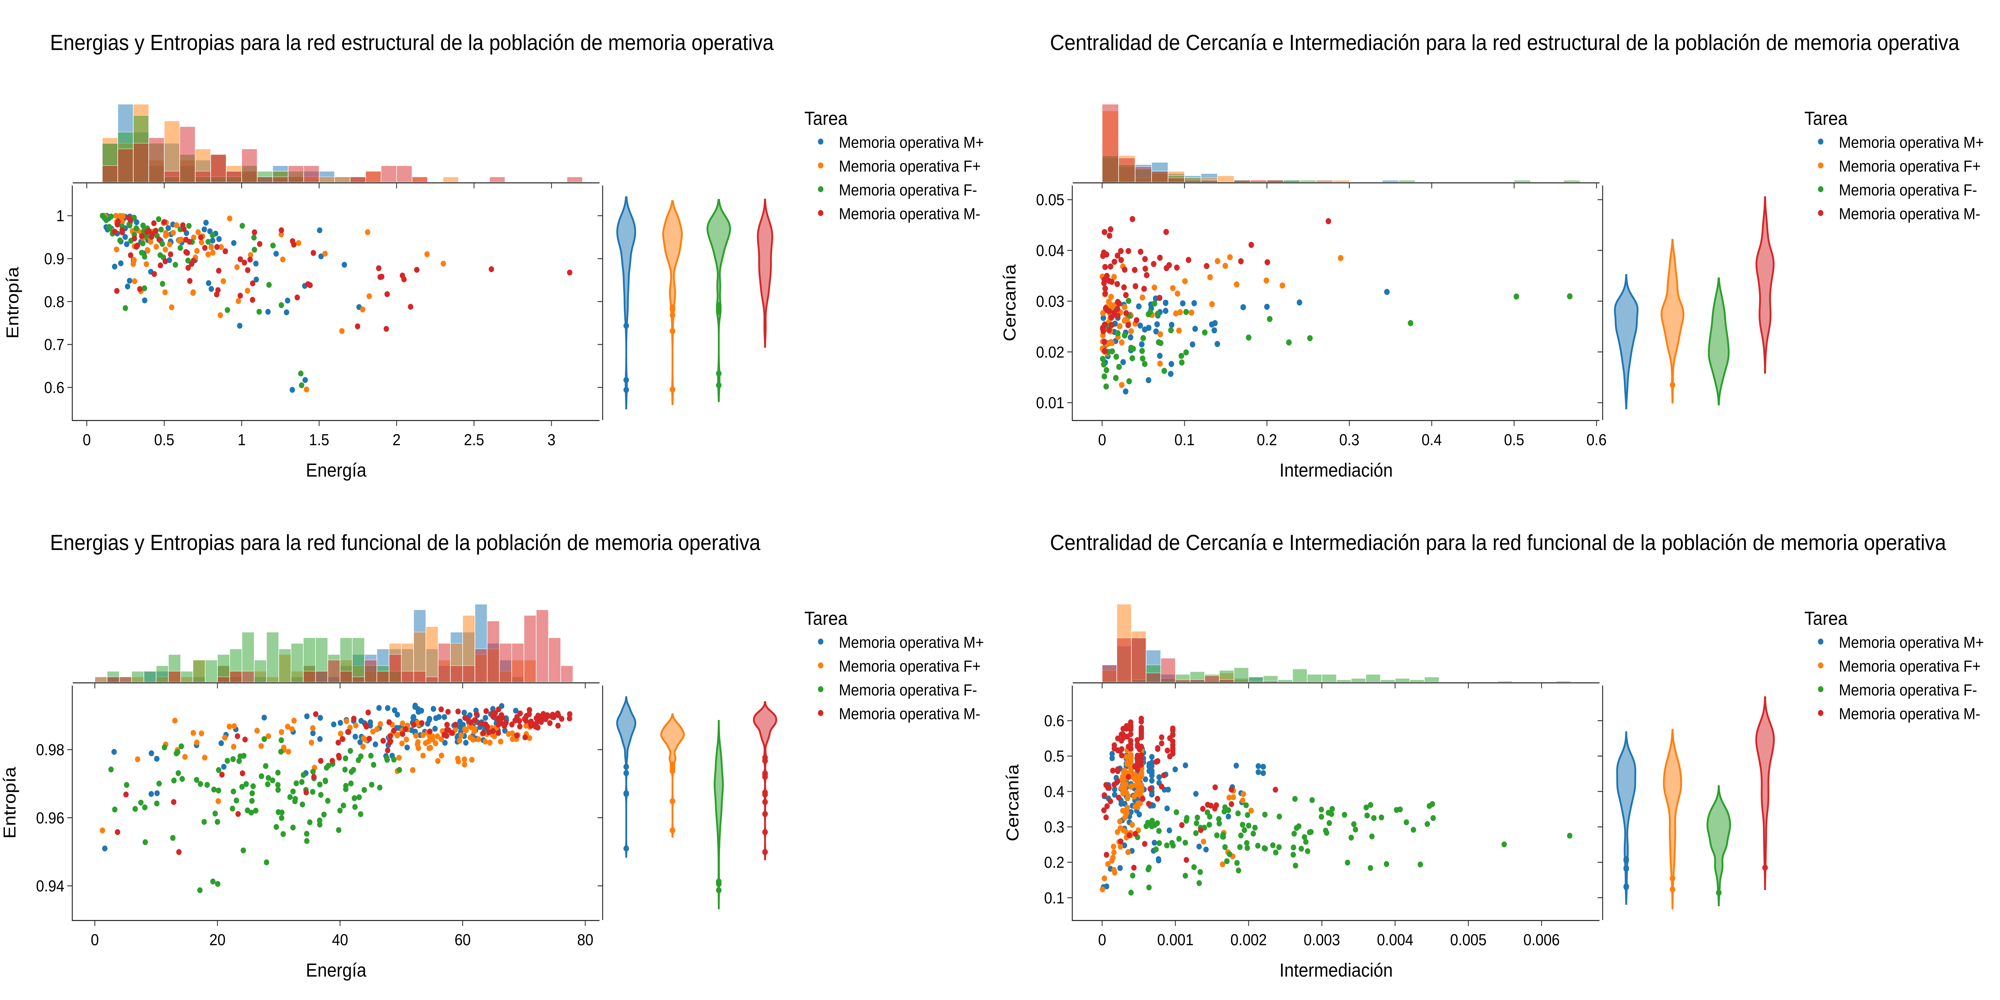 Energias y Entropias para la red estructural de la población de memoria operativa
Tarea
Memoria operativa M+
Memoria operativa F+
Memoria operativa F-
Memoria operativa M-
1
0.9
0.8
0.7
0.6
Entropía
0
0.5
1
1.5
2
2.5
3
Energía
Centralidad de Cercanía e Intermediación para la red estructural de la población de memoria operativa
Tarea
Memoria operativa M+
Memoria operativa F+
Memoria operativa F-
Memoria operativa M-
0.05
0.04
0.03
0.02
0.01
Cercanía
0
0.1
0.2
0.3
0.4
0.5
0.6
Intermediación
Energias y Entropias para la red funcional de la población de memoria operativa
Tarea
Memoria operativa M+
Memoria operativa F+
Memoria operativa F-
Memoria operativa M-
0.98
0.96
0.94
Entropía
0
20
40
60
80
Energía
Centralidad de Cercanía e Intermediación para la red funcional de la población de memoria operativa
Tarea
Memoria operativa M+
Memoria operativa F+
Memoria operativa F-
Memoria operativa M-
0.6
0.5
0.4
0.3
0.2
0.1
Cercanía
0
0.001
0.002
0.003
0.004
0.005
0.006
Intermediación